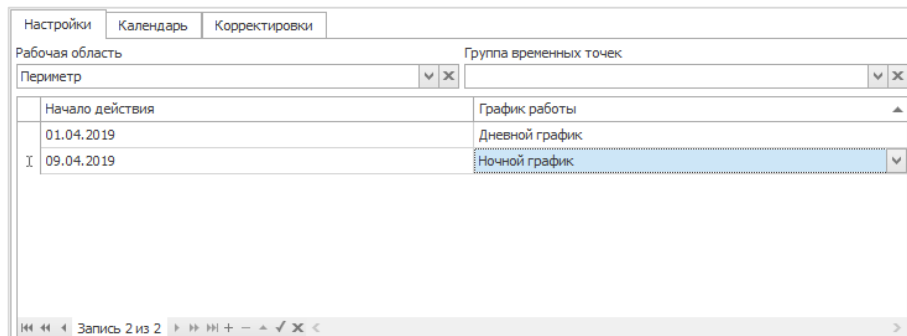 Настройки Календарь Корректировки
Рабочая область Группа временных точек
Периметр
Начало действия График работы
01.04.2019 Дневной график
09.04.2019 Ночной график
Запись 2 из 2